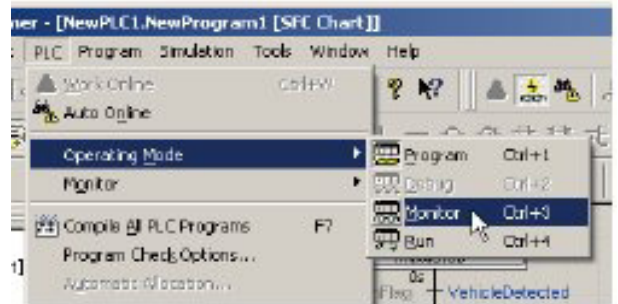 ner - [NewPLC1.NewProgram1 [SFC Chart]]
PLC Program Simulation Tools Window Help
Work Online Ctrl+W
Auto Online
Operating Mode
Monitor
Compile All PLC Programs F7
Program Check Options...
Automatic Allocation...
Program Ctrl+1
Debug Ctrl+2
Monitor Ctrl+3
Run Ctrl+4
0s
Flag VehicleDetected